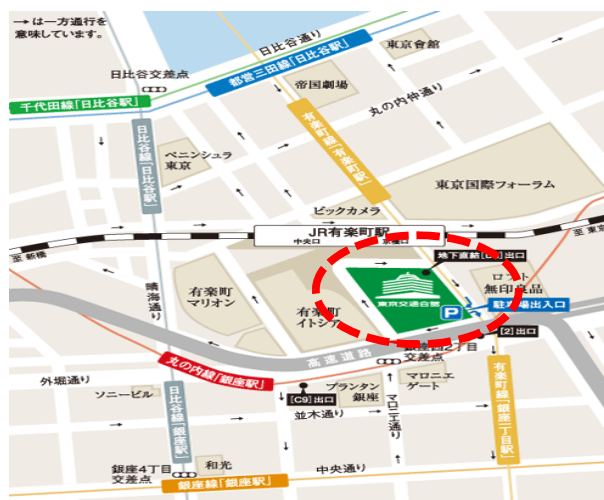 →は一方通行を
意味しています。
日比谷通り
都営三田線「日比谷駅」
東京會館
日比谷交差点
千代田線「日比谷駅」
帝国劇場
丸の内仲通り
日比谷線「日比谷駅」
有楽町線「有楽町駅」
ペニンシュラ
東京
東京国際フォーラム
ビックカメラ
JR有楽町駅
中央口
至 新橋
至 東京
地下直結
出口
ロフト
無印良品
晴海通り
有楽町
マリオン
有楽町
イトシア
東京交通会館
P
駐車場出入口
[2]出口
高速道路
銀座西2丁目
交差点
丸の内線「銀座駅」
外堀通り
マロニエ
ゲート
ソニービル
プランタン
銀座
[C9]出口
並木通り
マロニエ通り
有楽町線「銀座一丁目駅」
日比谷線「銀座駅」
銀座4丁目
交差点
和光
中央通り
銀座線「銀座駅」